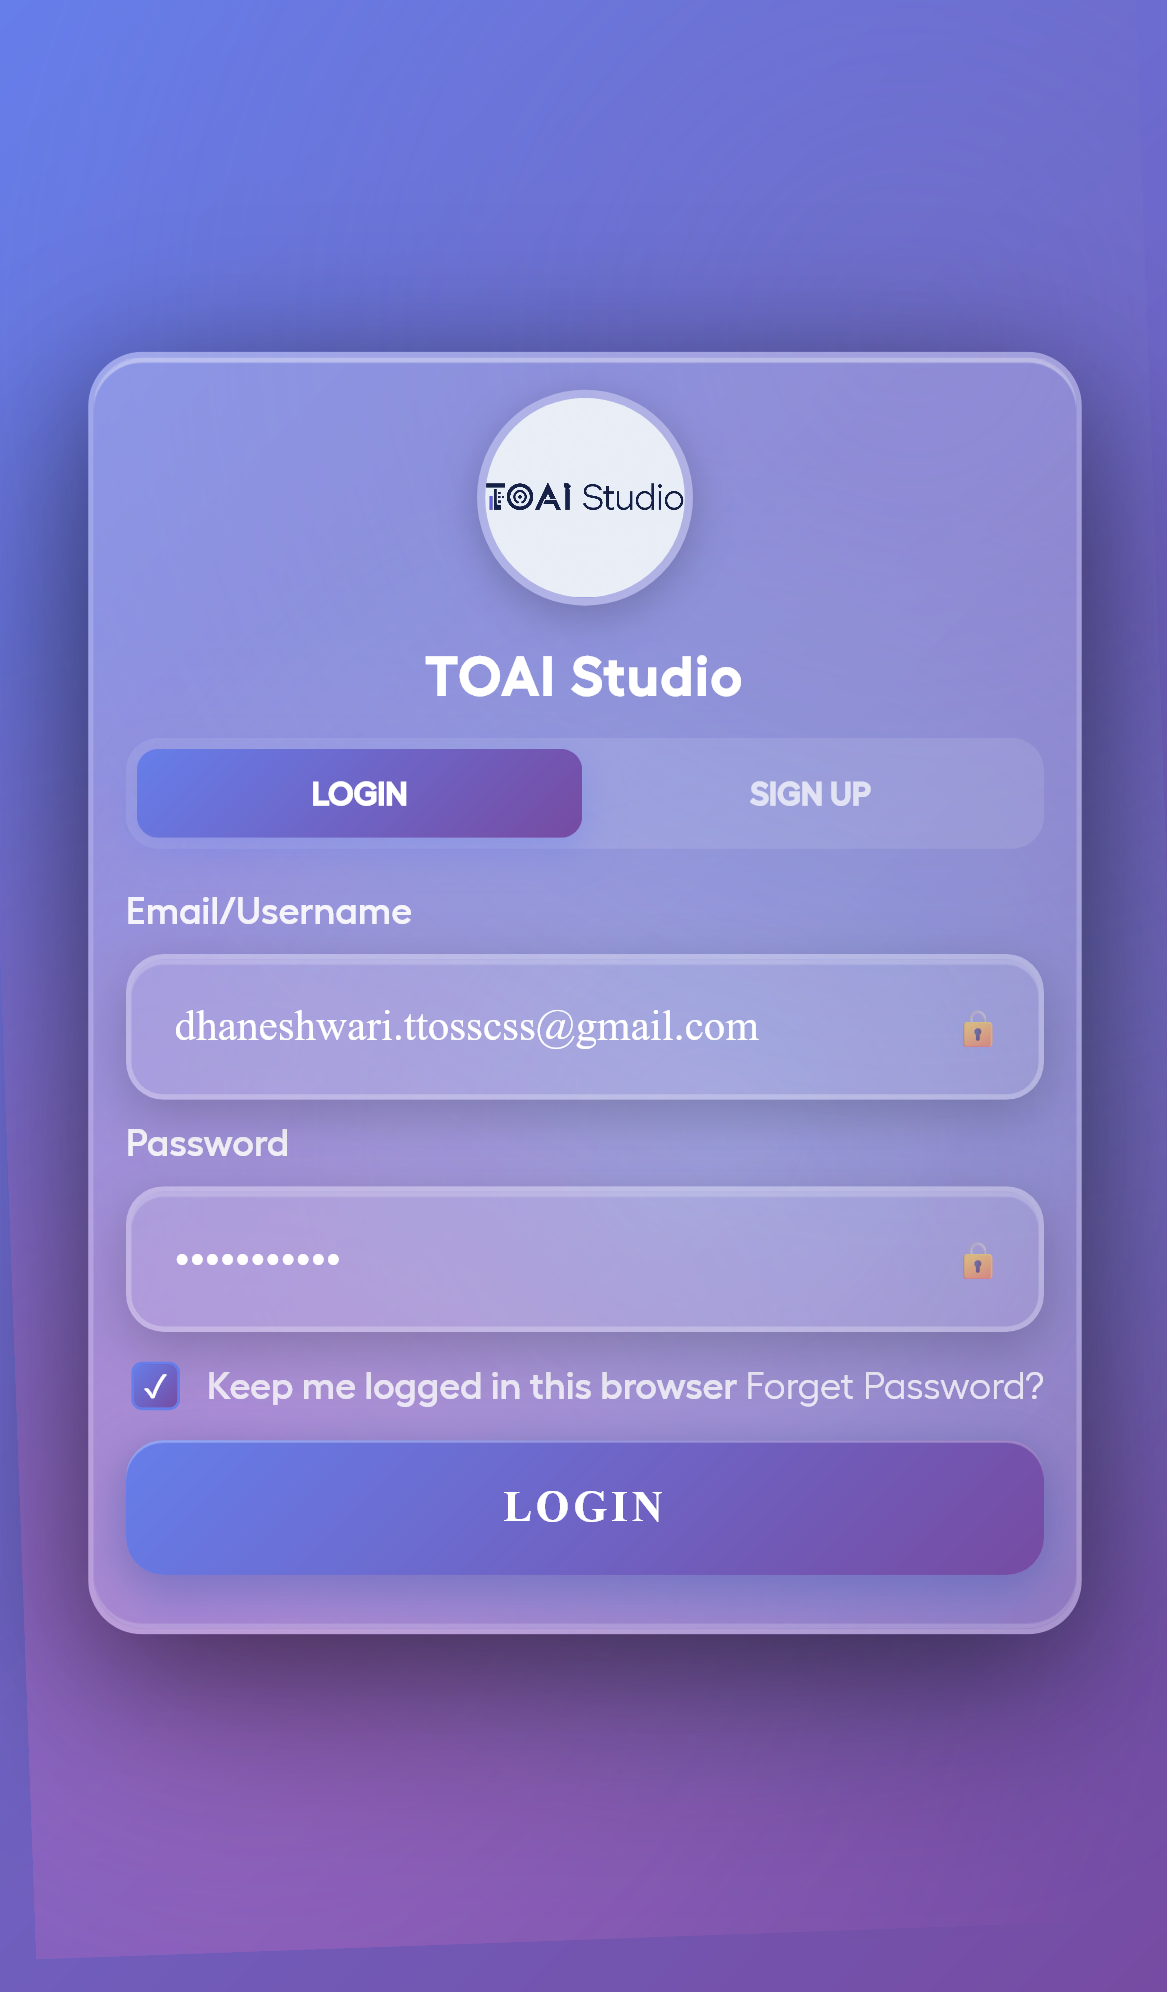 TOAI Studio
TOAI Studio
LOGIN SIGN UP
Email/Username
dhaneshwari.ttosscss@gmail.com
Password
•••••••••••
Keep me logged in this browser Forget Password?
LOGIN